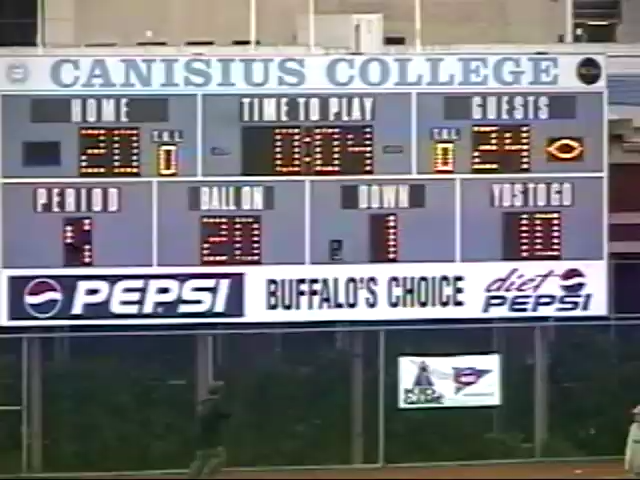 CANISIUS COLLEGE
HOME TIME TO PLAY GUESTS
20 T.O.L. 0 0:04 T.O.L. 0 24
PERIOD BALL ON DOWN YDS TO GO
4 20 1 10
PEPSI BUFFALO'S CHOICE diet PEPSI